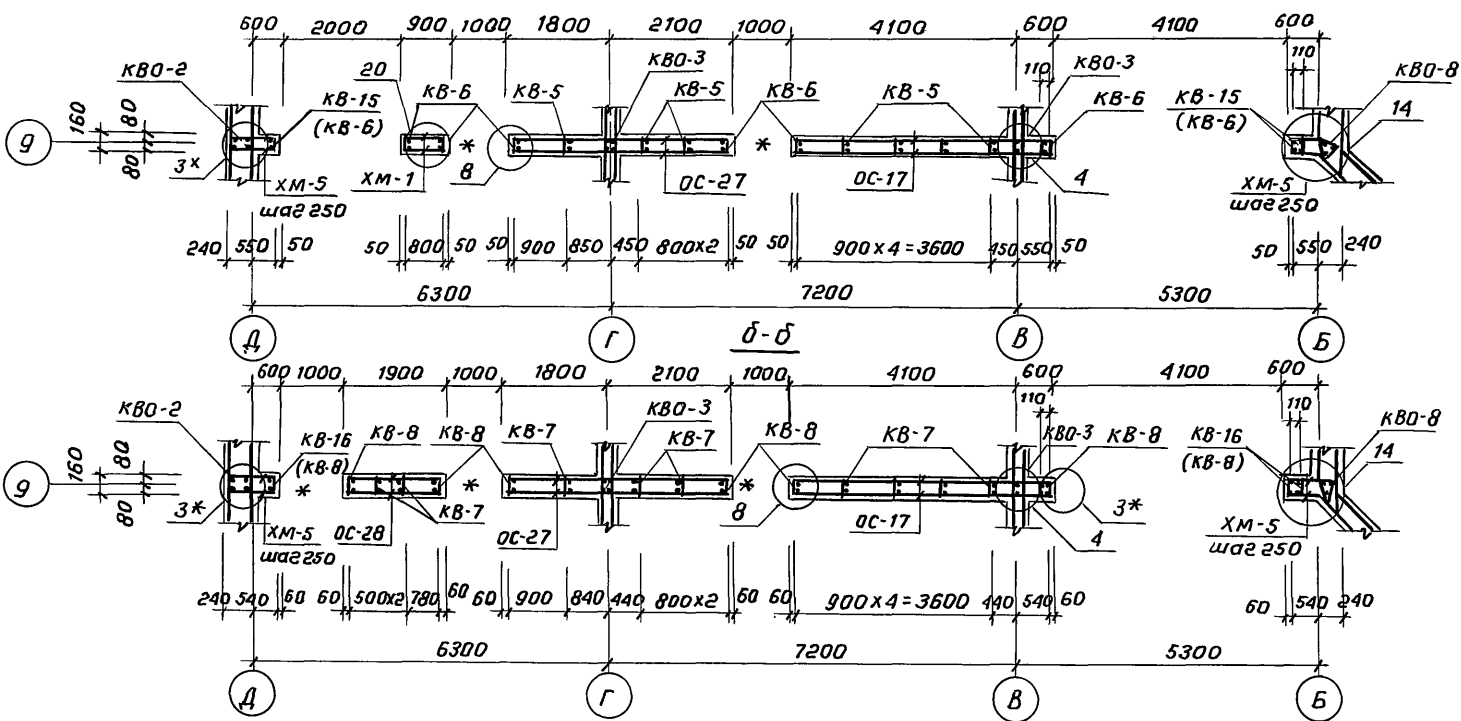 600 2000 900 1000 1800 2100 1000 4100 600 4100 600
110 110
КВО-2 20 КВ-6 КВ-5 КВО-3 КВ-5 КВ-6 КВ-5 КВО-3 КВ-6 КВ-15 КВО-8
(КВ-6) 14
160 80
9 КВ-15
(КВ-6)
80 3* * 8 *
ХМ-5 ХМ-1 ОС-27 ОС-17 4 ХМ-5
шаг 250 шаг 250
240 550 50 50 800 50 50 900 850 450 800х2 50 50 900х4=3600 450 550 50 50 550 240
6300 7200 5300
Д Г В Б
б-б
600 1000 1900 1000 1800 2100 1000 4100 600 4100 600
110 110
КВО-2 КВ-16 КВ-8 КВ-8 КВ-7 КВО-3 КВ-7 КВ-8 КВ-7 КВО-3 КВ-8 КВ-16 КВО-8
(КВ-8) (КВ-8) 14
160 80
9
80 3* * КВ-7 * * 8 3*
ХМ-5 ОС-28 ОС-27 ОС-17 4 ХМ-5
шаг 250 шаг 250
240 540 60 60 500х2 780 60 60 900 840 440 800х2 60 60 900х4=3600 440 540 60 60 540 240
6300 7200 5300
Д Г В Б